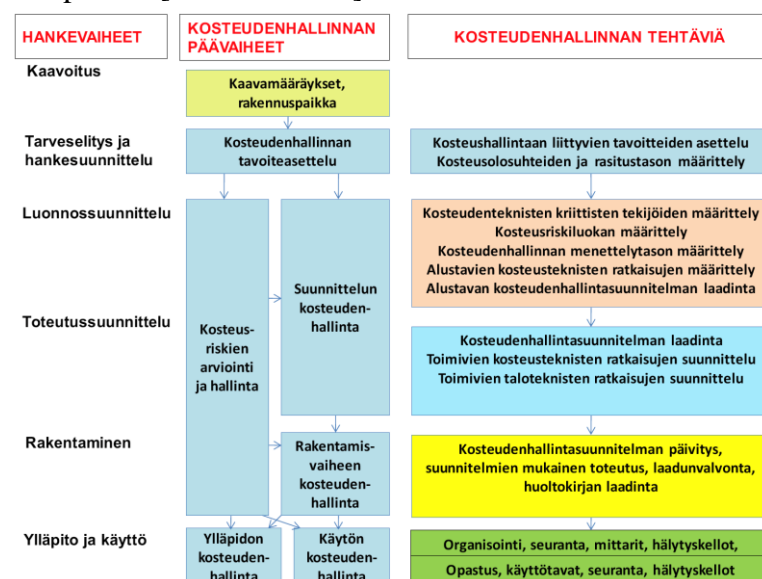 HANKEVAIHEET
KOSTEUDENHALLINNAN
PÄÄVAIHEET
KOSTEUDENHALLINNAN TEHTÄVIÄ
Kaavoitus
Kaavamääräykset,
rakennuspaikka
Tarveselitys ja
hankesuunnittelu
Kosteudenhallinnan
tavoiteasettelu
Kosteushallintaan liittyvien tavoitteiden asettelu
Kosteusolosuhteiden ja rasitustason määrittely
Luonnossuunnittelu
Kosteudenteknisten kriittisten tekijöiden määrittely
Kosteusriskiluokan määrittely
Kosteudenhallinnan menettelytason määrittely
Alustavien kosteusteknisten ratkaisujen määrittely
Alustavan kosteudenhallintasuunnitelman laadinta
Suunnittelun
kosteuden-
hallinta
Toteutussuunnittelu
Kosteus-
riskien
arviointi
ja hallinta
Kosteudenhallintasuunnitelman laadinta
Toimivien kosteusteknisten ratkaisujen suunnittelu
Toimivien taloteknisten ratkaisujen suunnittelu
Rakentaminen
Rakentamis-
vaiheen
kosteuden-
hallinta
Kosteudenhallintasuunnitelman päivitys,
suunnitelmien mukainen toteutus, laadunvalvonta,
huoltokirjan laadinta
Ylläpito ja käyttö
Ylläpidon
kosteuden-
hallinta
Käytön
kosteuden-
hallinta
Organisointi, seuranta, mittarit, hälytyskellot,
Opastus, käyttötavat, seuranta, hälytyskellot